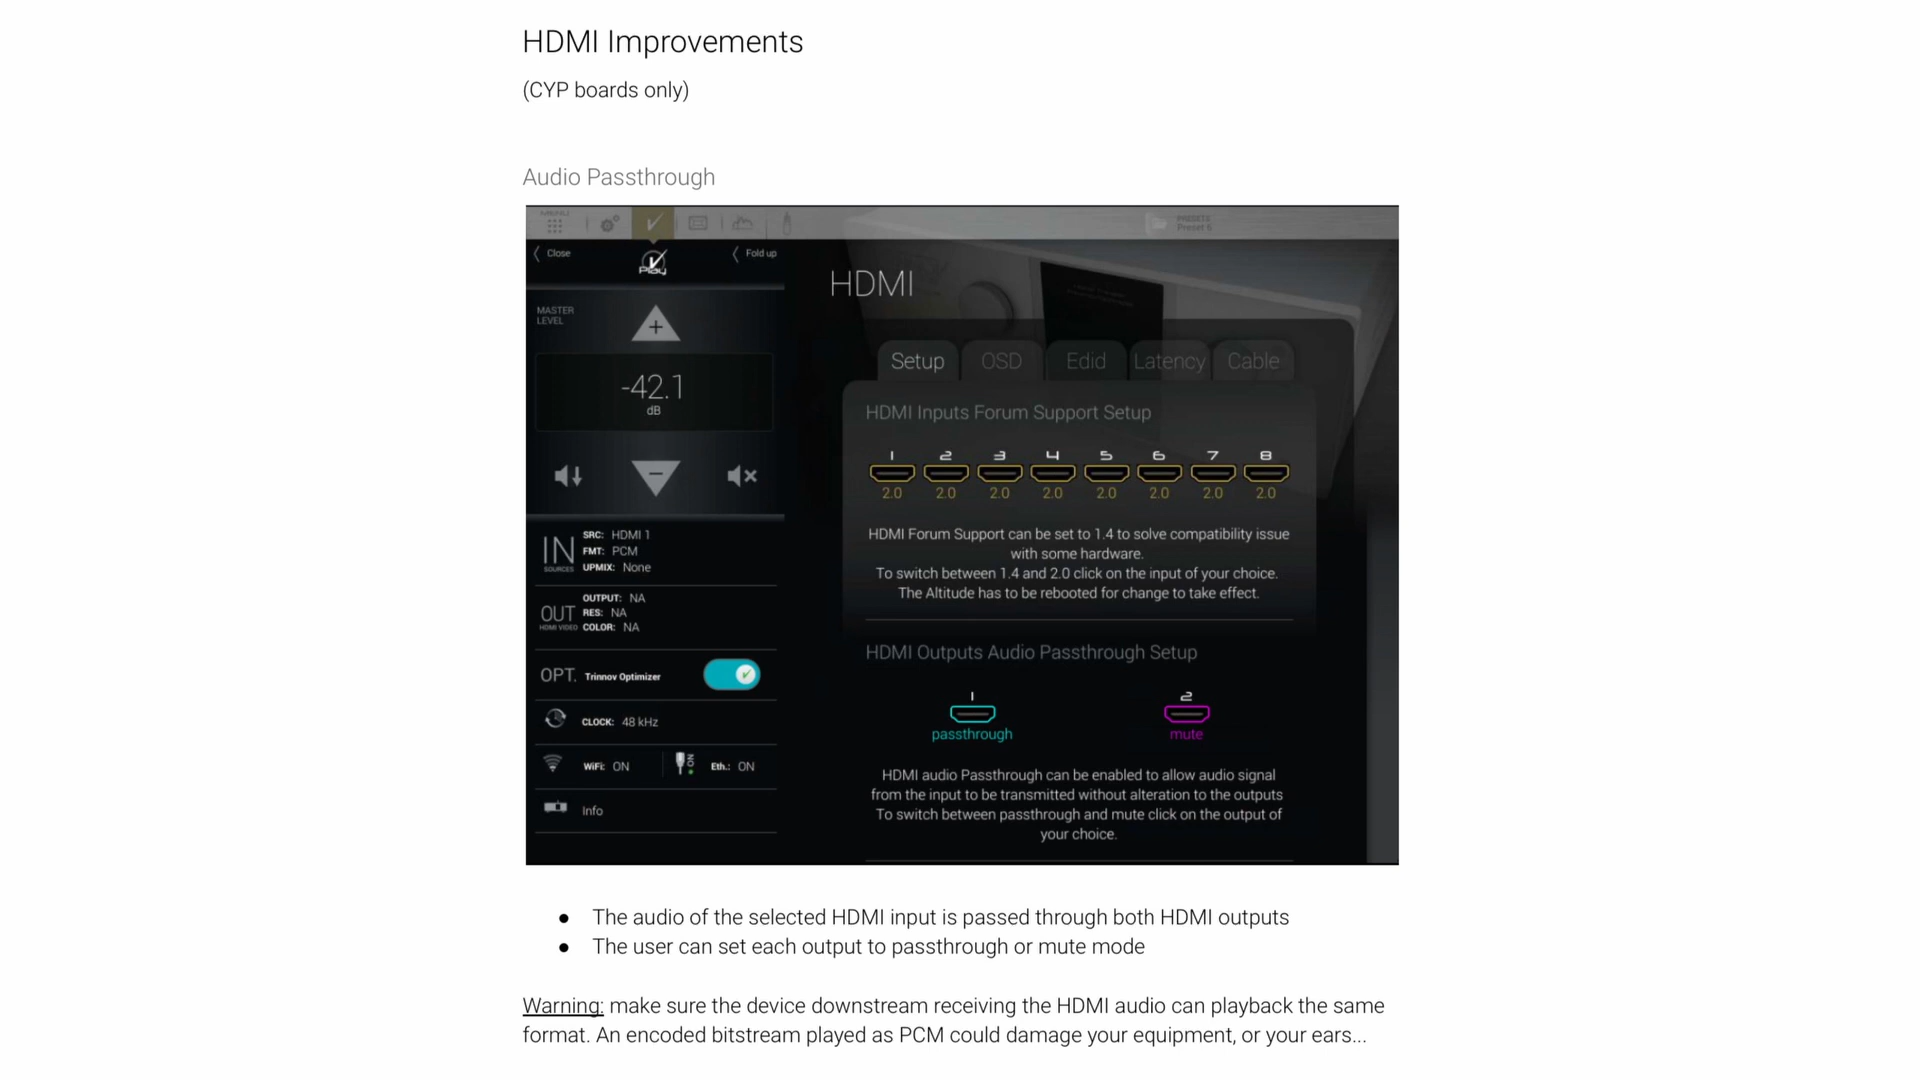 HDMI Improvements
(CYP boards only)
Audio Passthrough
MENU
PRESETS
Preset 6
Close
Play
Fold up
MASTER
LEVEL
+
-42.1
dB
IN
SOURCES
SRC: HDMI 1
FMT: PCM
UPMIX: None
OUT
HDMI VIDEO
OUTPUT: NA
RES: NA
COLOR: NA
OPT. Trinnov Optimizer
CLOCK: 48 kHz
WiFi: ON
ON
Eth.: ON
Info
HDMI
Setup OSD Edid Latency Cable
HDMI Inputs Forum Support Setup
1 2 3 4 5 6 7 8
2.0 2.0 2.0 2.0 2.0 2.0 2.0 2.0
HDMI Forum Support can be set to 1.4 to solve compatibility issue
with some hardware.
To switch between 1.4 and 2.0 click on the input of your choice.
The Altitude has to be rebooted for change to take effect.
HDMI Outputs Audio Passthrough Setup
1 2
passthrough mute
HDMI audio Passthrough can be enabled to allow audio signal
from the input to be transmitted without alteration to the outputs
To switch between passthrough and mute click on the output of
your choice.
● The audio of the selected HDMI input is passed through both HDMI outputs
● The user can set each output to passthrough or mute mode
Warning: make sure the device downstream receiving the HDMI audio can playback the same
format. An encoded bitstream played as PCM could damage your equipment, or your ears...